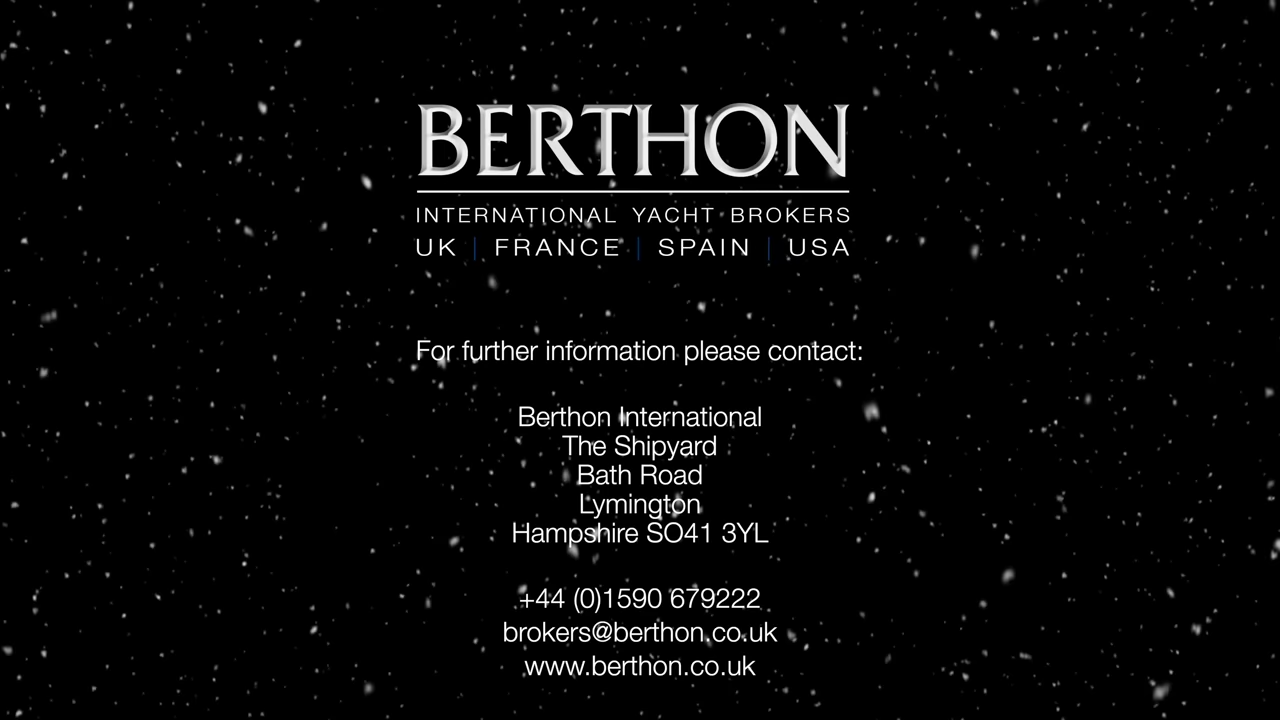 BERTHON
INTERNATIONAL YACHT BROKERS
UK | FRANCE | SPAIN | USA
For further information please contact:
Berthon International
The Shipyard
Bath Road
Lymington
Hampshire SO41 3YL
+44 (0)1590 679222
brokers@berthon.co.uk
www.berthon.co.uk